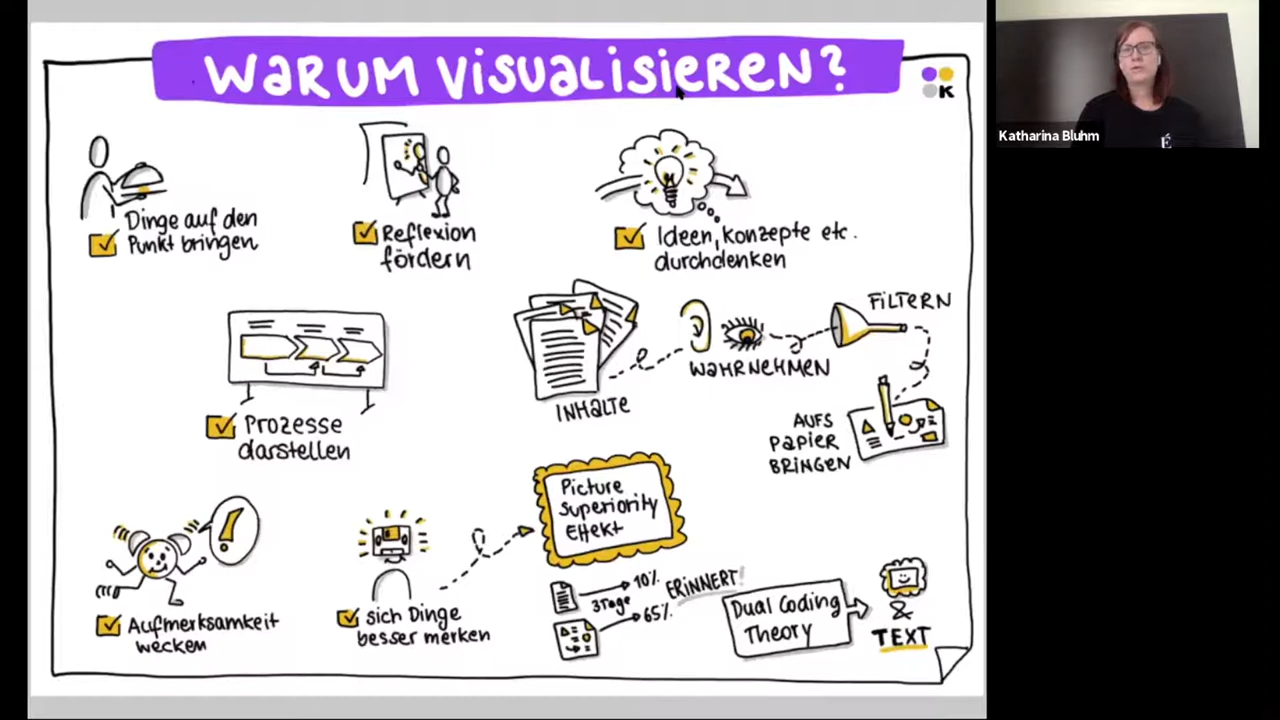 WARUM VISUALISIEREN?
K
Katharina Bluhm
Dinge auf den
Punkt bringen
Reflexion
fördern
Ideen, Konzepte etc.
durchdenken
Prozesse
darstellen
INHALTE
WAHRNEHMEN
FILTERN
AUFS
PAPIER
BRINGEN
!
Aufmerksamkeit
wecken
sich Dinge
besser merken
Picture
Superiority
Effekt
3 Tage
10%
65%
ERINNERT!
Dual Coding
Theory
&
TEXT